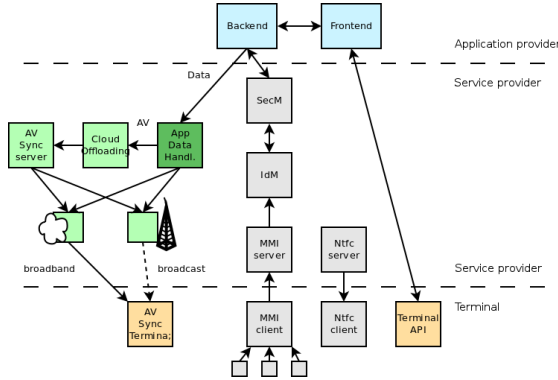 Backend
Frontend
Application provider
Data
Service provider
SecM
AV
AV
Sync
server
Cloud
Offloading
App
Data
Handl.
IdM
broadband
broadcast
MMI
server
Ntfc
server
Service provider
Terminal
AV
Sync
Termina;
MMI
client
Ntfc
client
Terminal
API